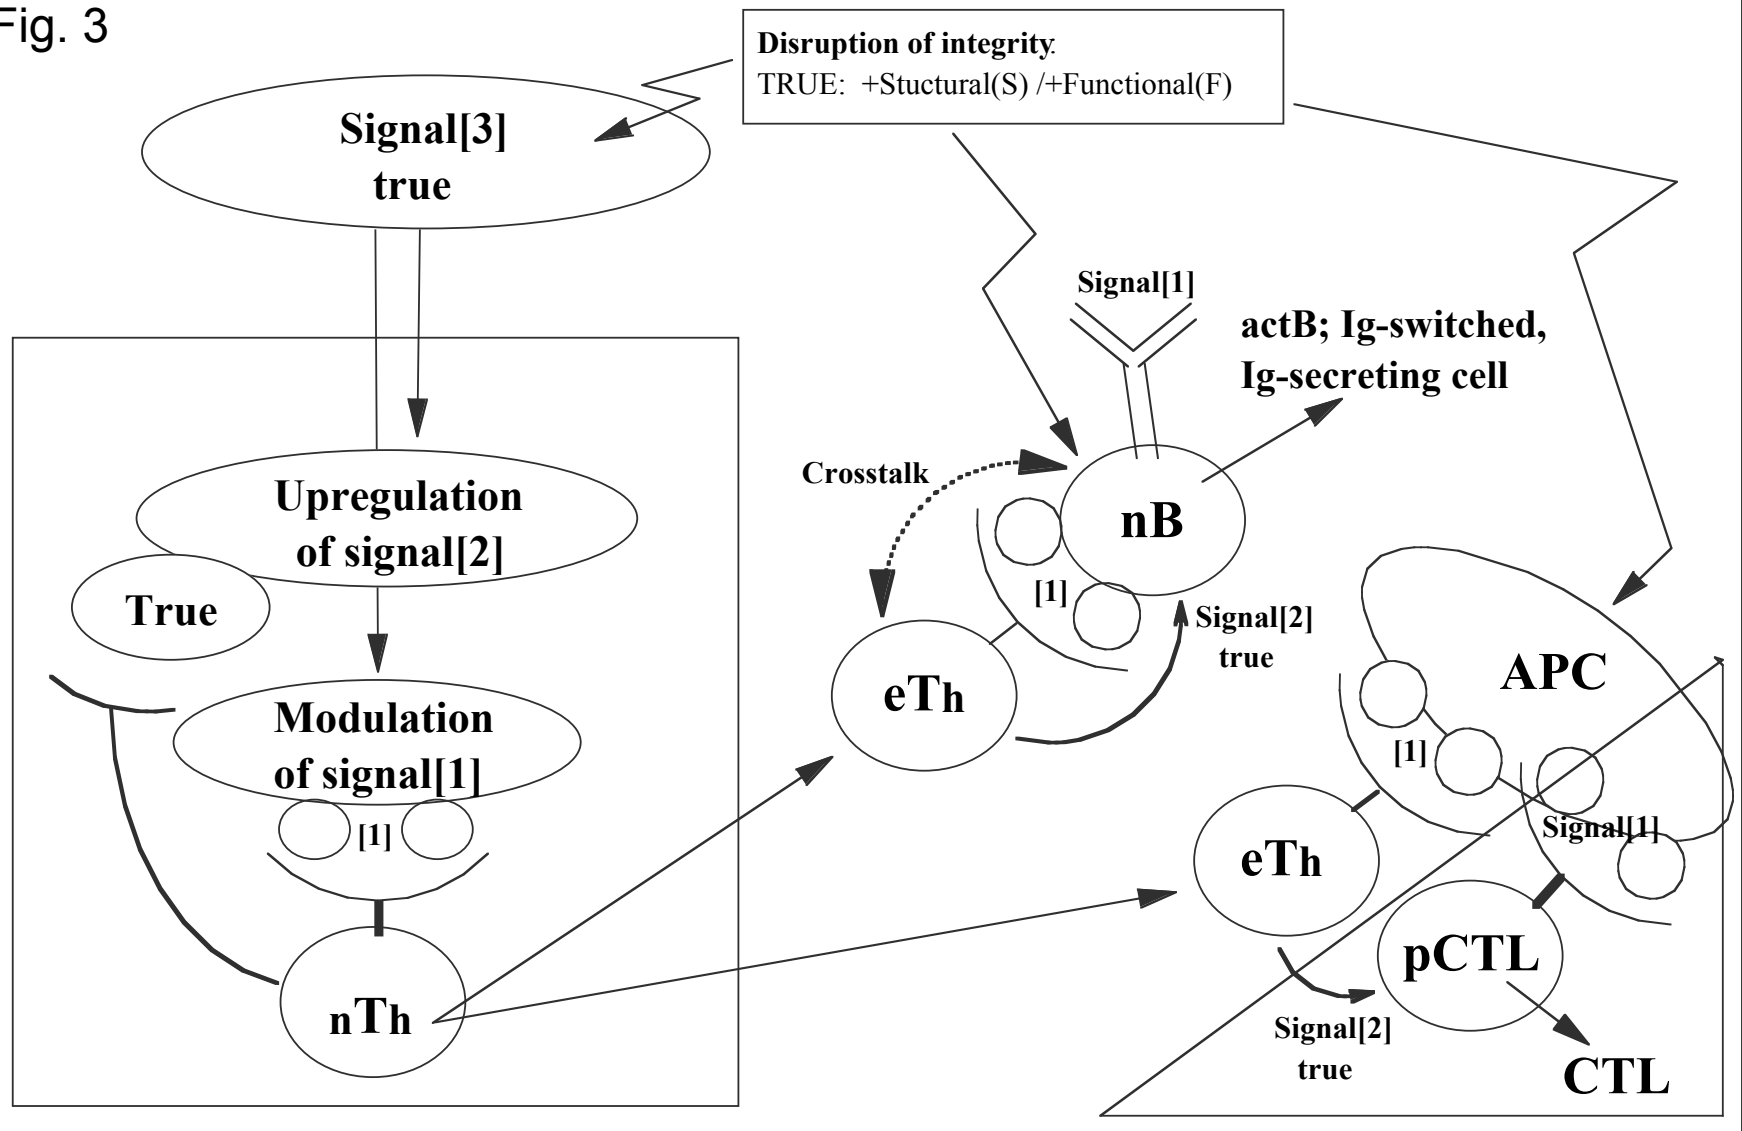 Fig. 3
Disruption of integrity:
TRUE: +Stuctural(S) /+Functional(F)
Signal[3]
true
Upregulation
of signal[2]
True
Modulation
of signal[1]
[1]
nTh
Signal[1]
actB; Ig-switched,
Ig-secreting cell
Crosstalk
nB
[1]
Signal[2]
true
eTh
APC
[1]
Signal[1]
eTh
pCTL
Signal[2]
true
CTL